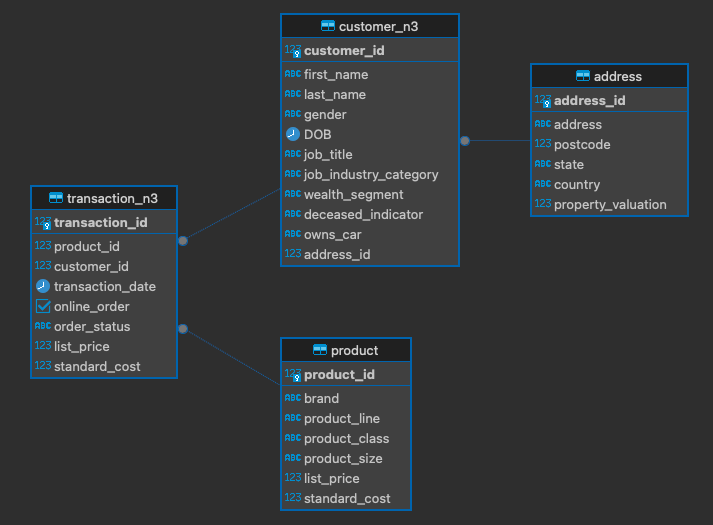 customer_n3
123 customer_id
ABC first_name
ABC last_name
ABC gender
DOB
ABC job_title
ABC job_industry_category
ABC wealth_segment
ABC deceased_indicator
ABC owns_car
123 address_id
address
123 address_id
ABC address
123 postcode
ABC state
ABC country
123 property_valuation
transaction_n3
123 transaction_id
123 product_id
123 customer_id
transaction_date
online_order
ABC order_status
123 list_price
123 standard_cost
product
123 product_id
ABC brand
ABC product_line
ABC product_class
ABC product_size
123 list_price
123 standard_cost